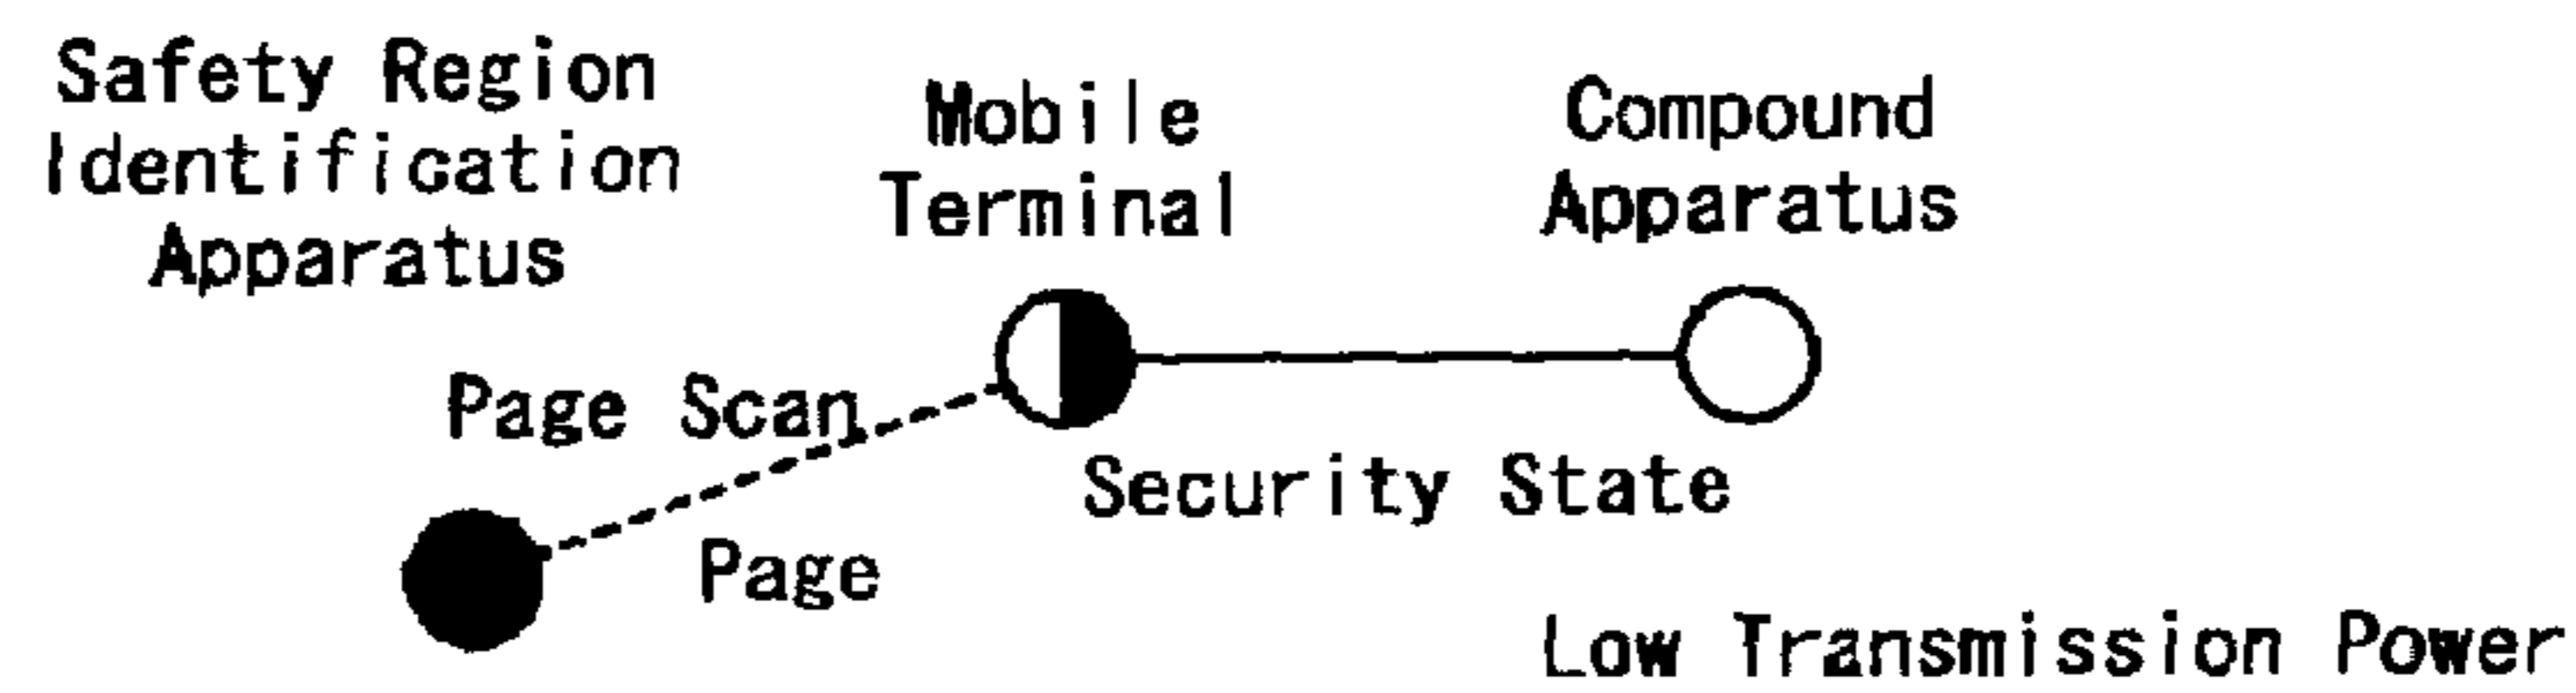 Safety Region
Identification
Apparatus
Mobile
Terminal
Compound
Apparatus
Page Scan
Security State
Page
Low Transmission Power